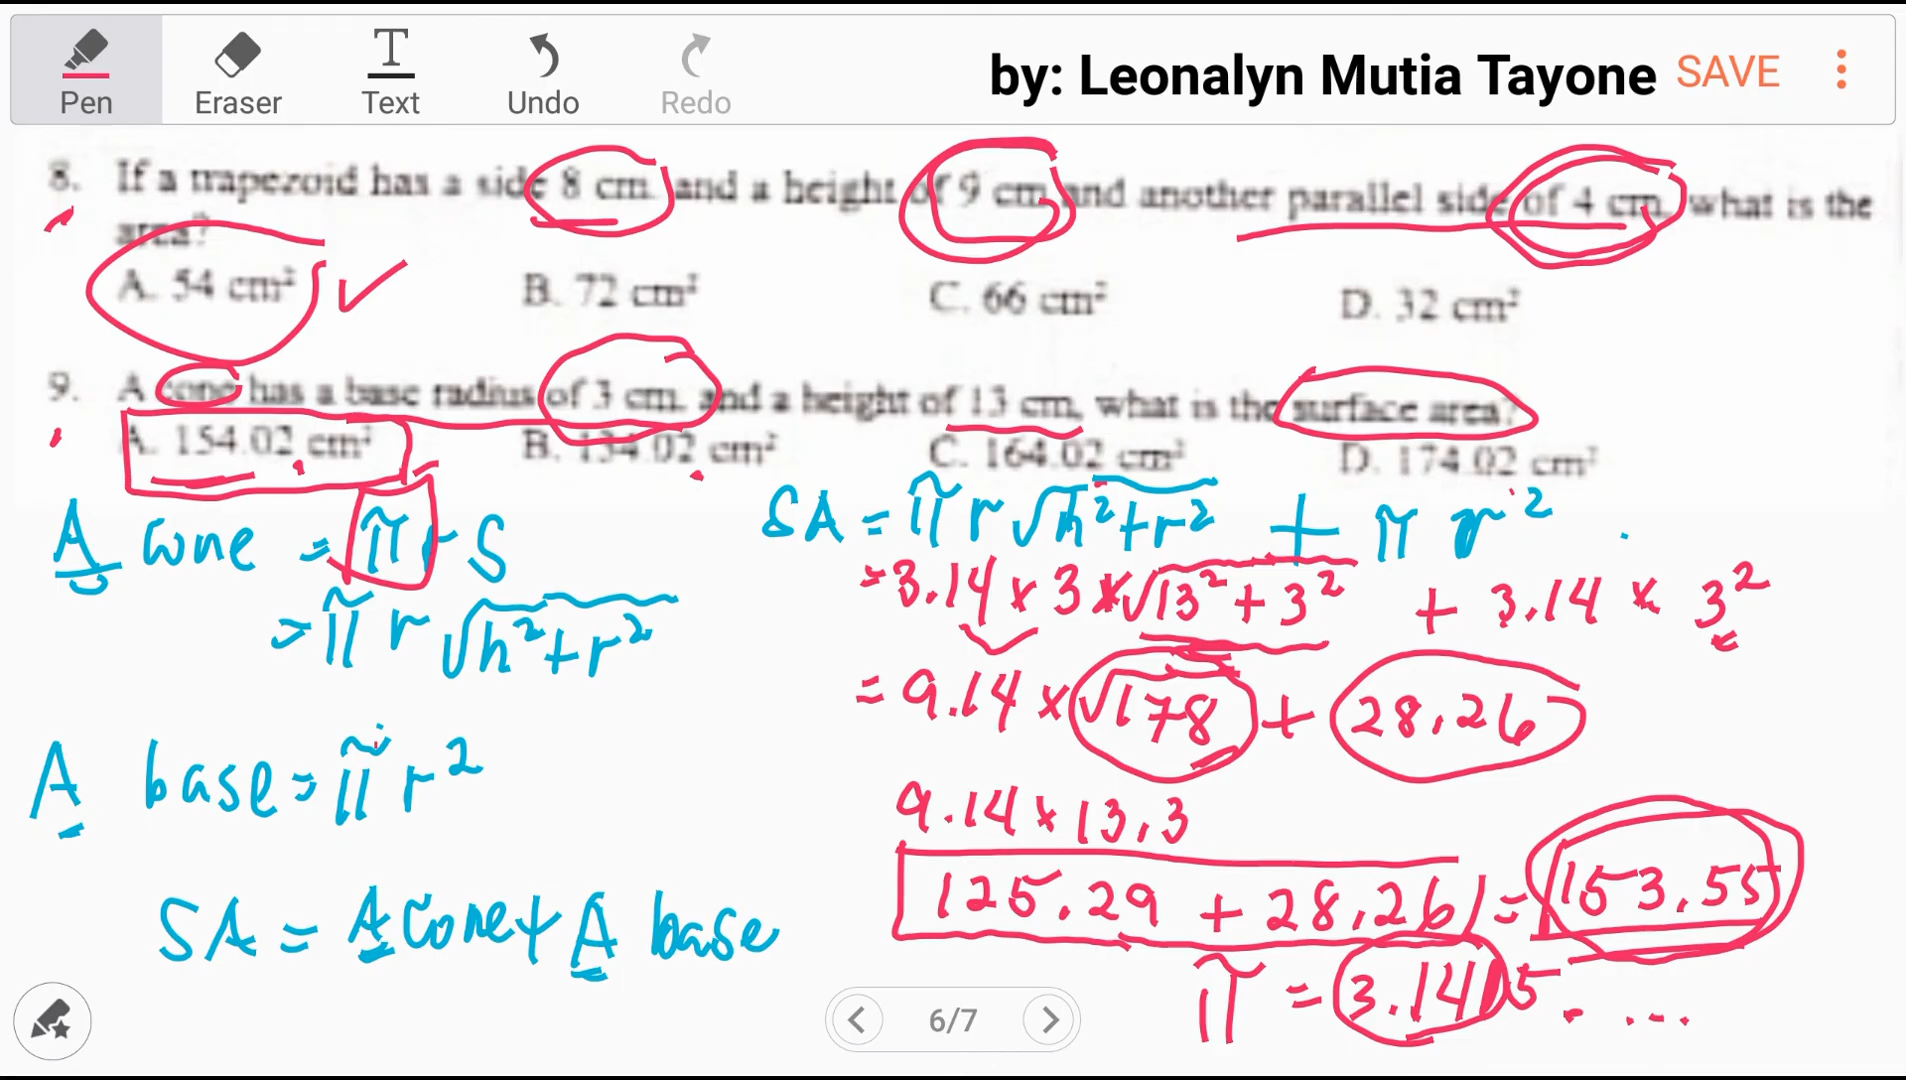 Pen
Eraser
Text
Undo
Redo
by: Leonalyn Mutia Tayone
SAVE
8. If a trapezoid has a side 8 cm. and a height of 9 cm and another parallel side of 4 cm, what is the
area?
A. 54 cm²
B. 72 cm²
C. 66 cm²
D. 32 cm²
9. A cone has a base radius of 3 cm. and a height of 13 cm, what is the surface area?
A. 154.02 cm²
B. 134.02 cm²
C. 164.02 cm²
D. 174.02 cm²
A cone = π r S
= π r √h²+r²
A base = π r²
SA = A cone + A base
SA = π r √h²+r² + π r²
= 3.14 × 3 × √13² + 3² + 3.14 × 3²
= 9.14 × √178 + 28.26
9.14 × 13.3
125.29 + 28.26 = 153.55
π = 3.1415 . ...
6/7